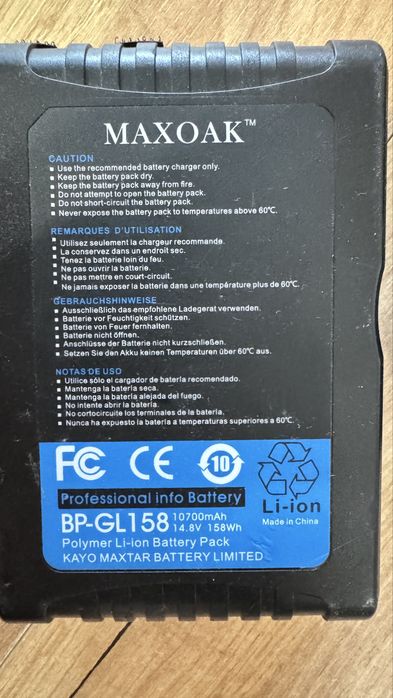 MAXOAK™
CAUTION
▪ Use the recommended battery charger only.
▪ Keep the battery pack dry.
▪ Keep the battery pack away from fire.
▪ Do not attempt to open the battery pack.
▪ Do not short-circuit the battery pack.
▪ Never expose the battery pack to temperatures above 60℃.
REMARQUES D'UTILISATION
▪ Utilisez seulement la chargeur recommande.
▪ La conservez dans un endroit sec.
▪ Tenez la batterie loin du feu.
▪ Ne pas ouvrir la batterie.
▪ Ne pas mettre en court-circuit.
▪ Ne jamais exposer la batterie dans une température plus de 60℃.
GEBRAUCHSHINWEISE
▪ Ausschließlich das empfohlene Ladegerat verwenden.
▪ Batterie vor Feuchtigkeit schützen.
▪ Batterie von Feuer fernhalten.
▪ Batterie nicht öffnen.
▪ Anschlüsse der Batterie nicht kurzschließen.
▪ Setzen Sie den Akku keinen Temperaturen über 60℃ aus.
NOTAS DE USO
▪ Utilice sólo el cargador de batería recomendado.
▪ Mantenga la batería seca.
▪ Mantenga la batería alejada del fuego.
▪ No intente abrir la batería.
▪ No cortocircuite los terminales de la batería.
▪ Nunca ha expuesto la batería a temperaturas superiores a 60℃.
FC CE 10
Professional info Battery
BP-GL158 10700mAh
14.8V 158Wh
Polymer Li-ion Battery Pack
KAYO MAXTAR BATTERY LIMITED
Li-ion
Made in China